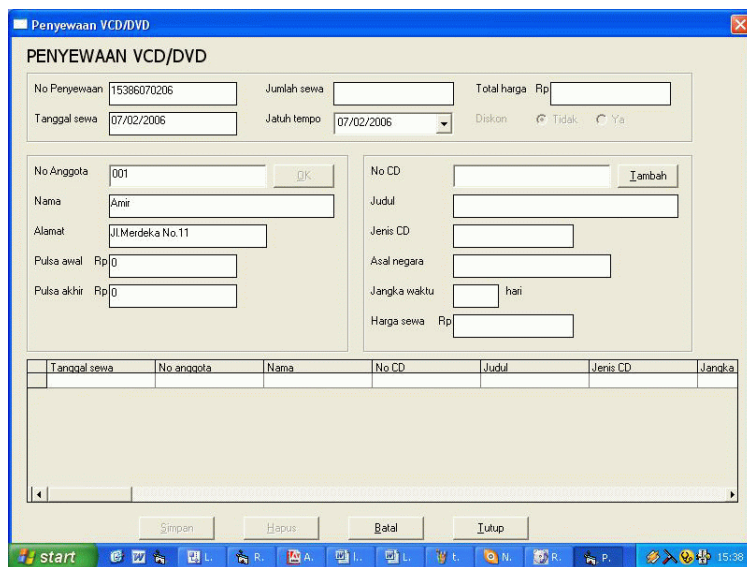 Penyewaan VCD/DVD
PENYEWAAN VCD/DVD
No Penyewaan 15386070206 Jumlah sewa Total harga Rp
Tanggal sewa 07/02/2006 Jatuh tempo 07/02/2006 Diskon Tidak Ya
No Anggota 001 OK
Nama Amir
Alamat Jl.Merdeka No.11
Pulsa awal Rp 0
Pulsa akhir Rp 0
No CD Tambah
Judul
Jenis CD
Asal negara
Jangka waktu hari
Harga sewa Rp
Tanggal sewa No anggota Nama No CD Judul Jenis CD Jangka
Simpan Hapus Batal Tutup
start L. R. A. I.. L. t. N. R. P. 15:38